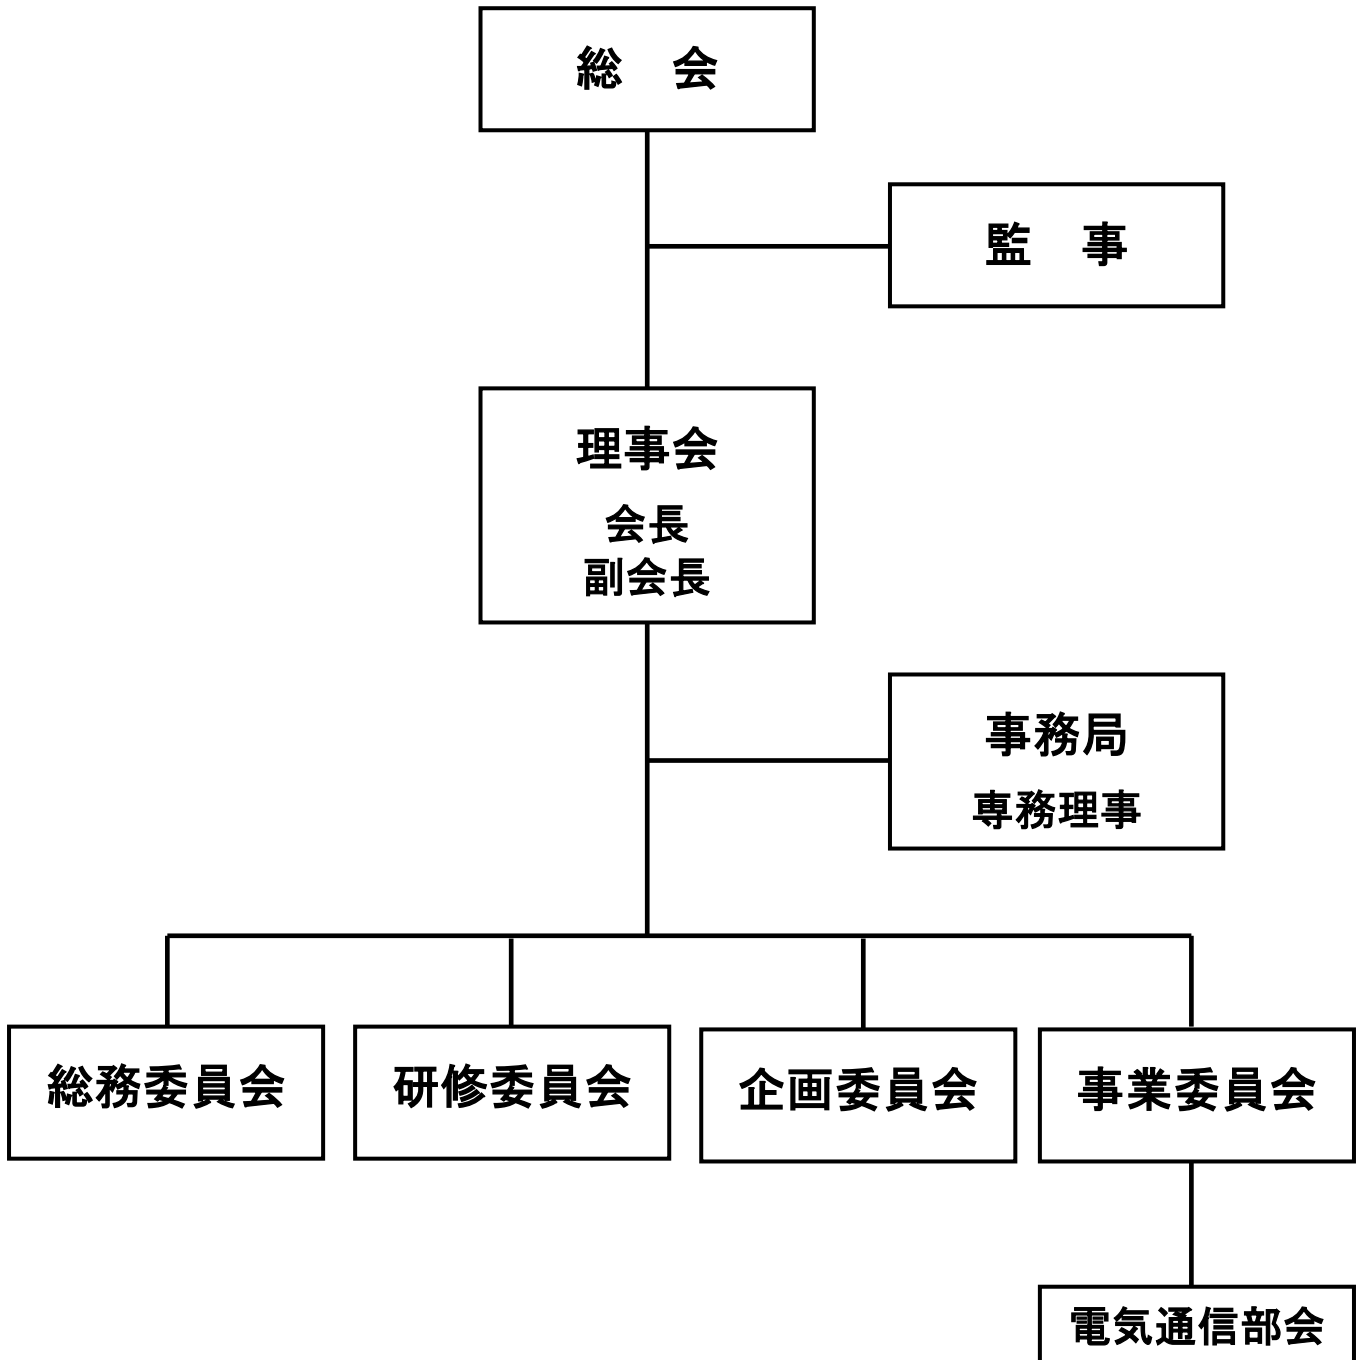 総　会
監　事
理事会
会長
副会長
事務局
専務理事
総務委員会
研修委員会
企画委員会
事業委員会
電気通信部会